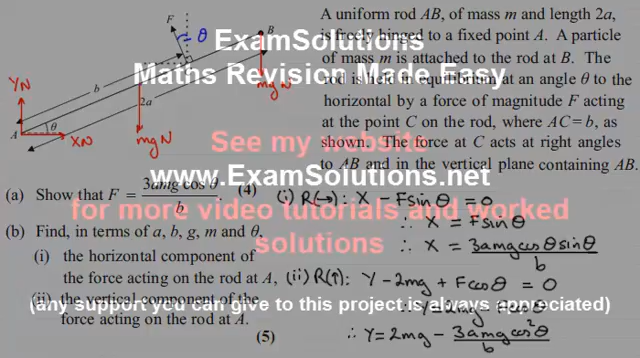 A uniform rod AB, of mass m and length 2a,
is freely hinged to a fixed point A. A particle
of mass m is attached to the rod at B. The
rod is held in equilibrium at an angle θ to the
horizontal by a force of magnitude F acting
at the point C on the rod, where AC = b, as
shown. The force at C acts at right angles
to AB and in the vertical plane containing AB.
F
θ
B
YN
b
2a
mg N
A
θ
XN
mg N
ExamSolutions
Maths Revision Made Easy
See my website
www.ExamSolutions.net
for more video tutorials and worked
solutions
(any support you can give to this project is always appreciated)
(a) Show that F = 3amg cos θ / b. (4)
(b) Find, in terms of a, b, g, m and θ,
(i) the horizontal component of
the force acting on the rod at A,
(ii) the vertical component of the
force acting on the rod at A.
(5)
(i) R(→): X - F sin θ = 0
∴ X = F sin θ
∴ X = 3amg cos θ sin θ / b
(ii) R(↑): Y - 2mg + F cos θ = 0
∴ Y = 2mg - F cos θ
∴ Y = 2mg - 3amg cos² θ / b